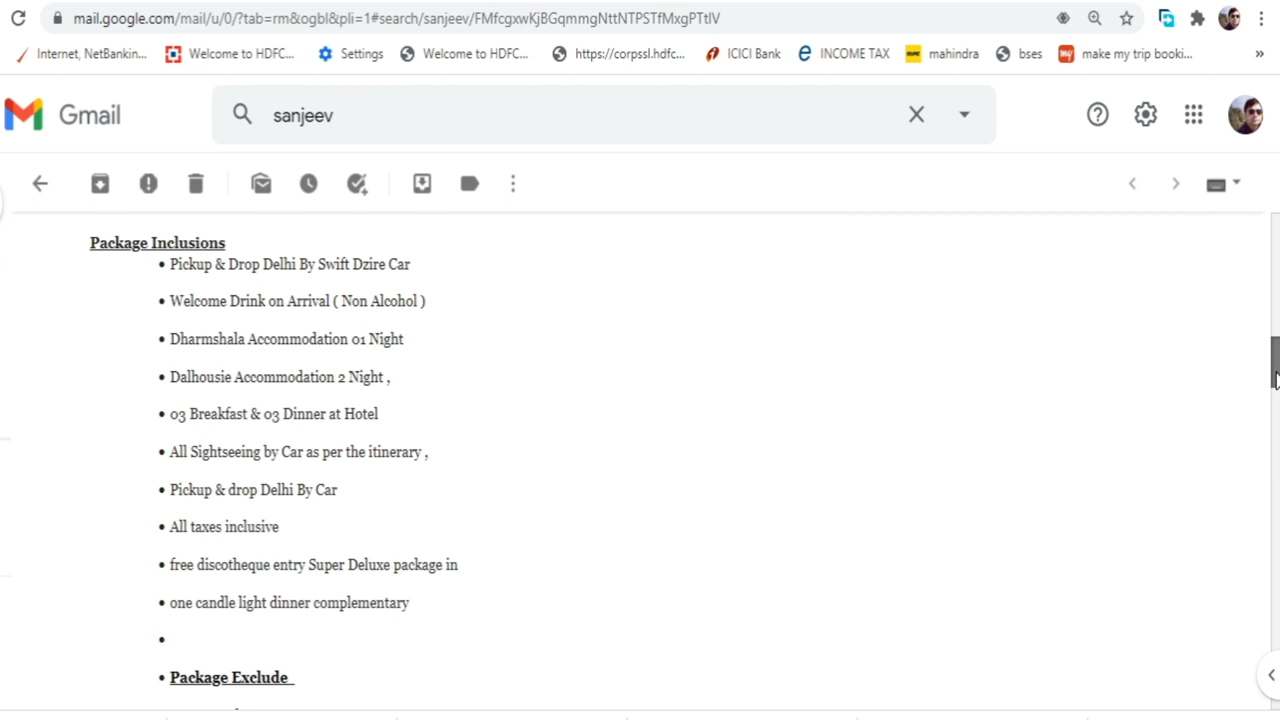 mail.google.com/mail/u/0/?tab=rm&ogbl&pli=1#search/sanjeev/FMfcgxwKjBGqmmgNttNTPSTfMxgPTtIV
Internet, NetBankin... Welcome to HDFC... Settings Welcome to HDFC... https://corpssl.hdfc... ICICI Bank INCOME TAX mahindra bses make my trip booki... »
Gmail sanjeev
Package Inclusions
• Pickup & Drop Delhi By Swift Dzire Car
• Welcome Drink on Arrival ( Non Alcohol )
• Dharmshala Accommodation 01 Night
• Dalhousie Accommodation 2 Night ,
• 03 Breakfast & 03 Dinner at Hotel
• All Sightseeing by Car as per the itinerary ,
• Pickup & drop Delhi By Car
• All taxes inclusive
• free discotheque entry Super Deluxe package in
• one candle light dinner complementary
•
• Package Exclude